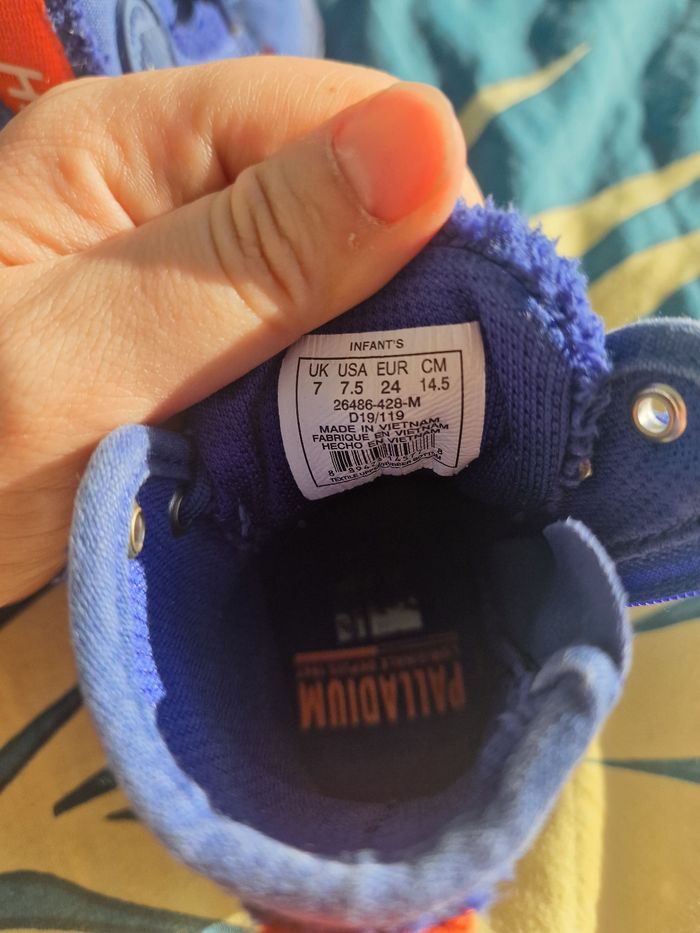 INFANT'S
UK USA EUR CM
7 7.5 24 14.5
26486-428-M
D19/119
MADE IN VIETNAM
FABRIQUE EN VIETNAM
HECHO EN VIETNAM
PALLADIUM